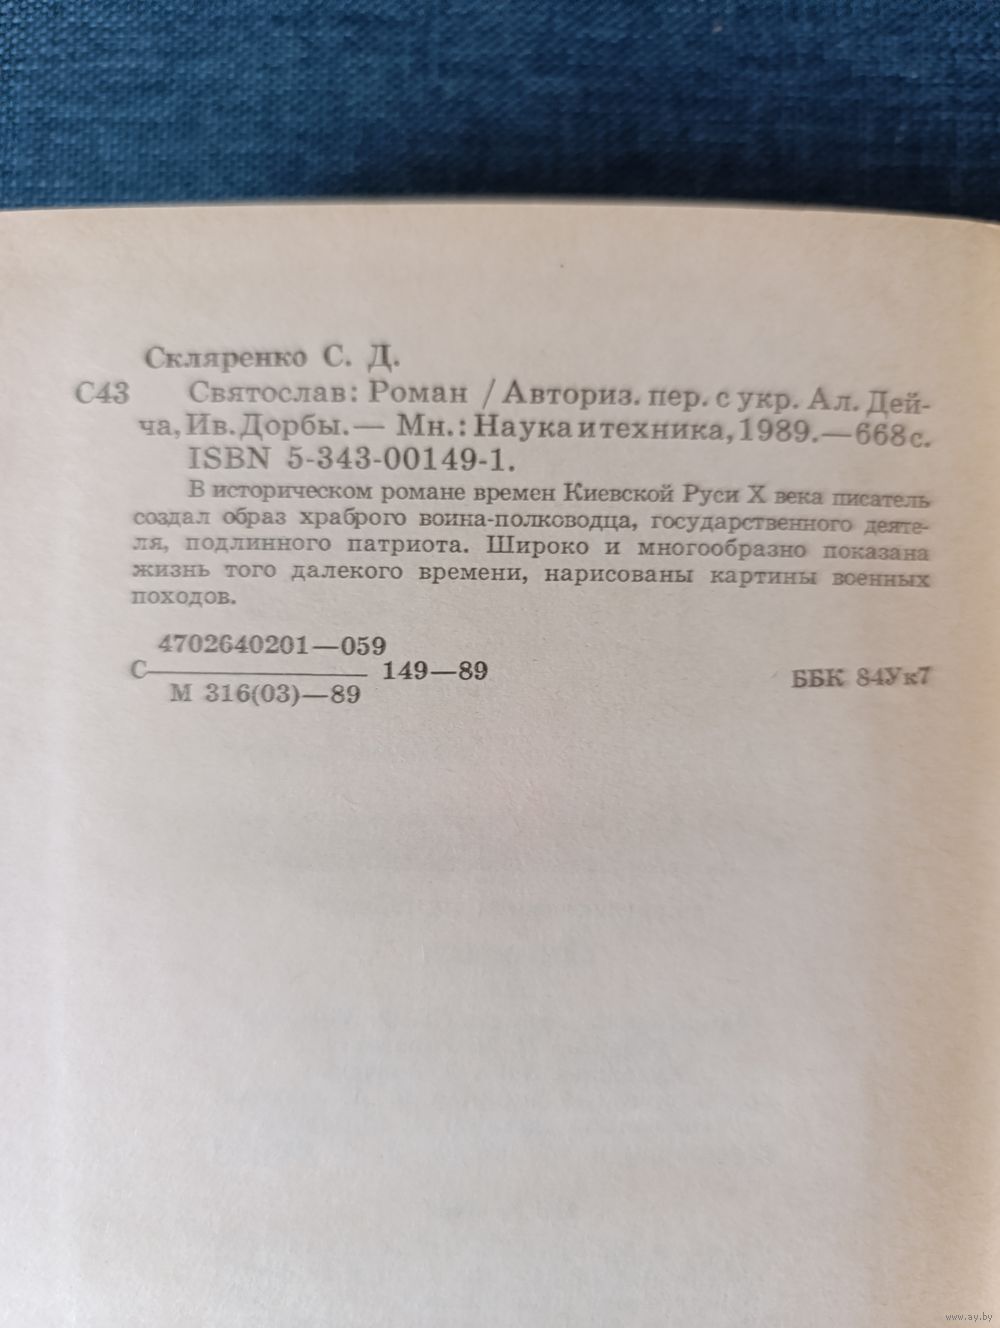 Скляренко С. Д.
С43 Святослав: Роман / Авториз. пер. с укр. Ал. Дей-
ча, Ив. Дорбы.— Мн.: Наука и техника, 1989.—668 с.
ISBN 5-343-00149-1.
В историческом романе времен Киевской Руси X века писатель
создал образ храброго воина-полководца, государственного деяте-
ля, подлинного патриота. Широко и многообразно показана
жизнь того далекого времени, нарисованы картины военных
походов.
4702640201—059
С 149—89
М 316(03)—89
ББК 84Ук7
www.ay.by